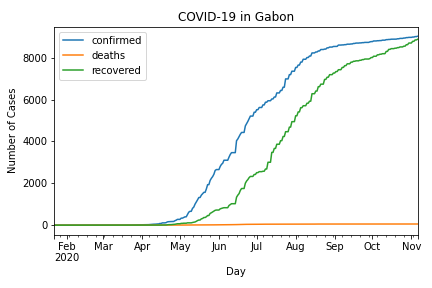 COVID-19 in Gabon
confirmed
deaths
recovered
Number of Cases
8000
6000
4000
2000
0
Feb Mar Apr May Jun Jul Aug Sep Oct Nov
2020
Day